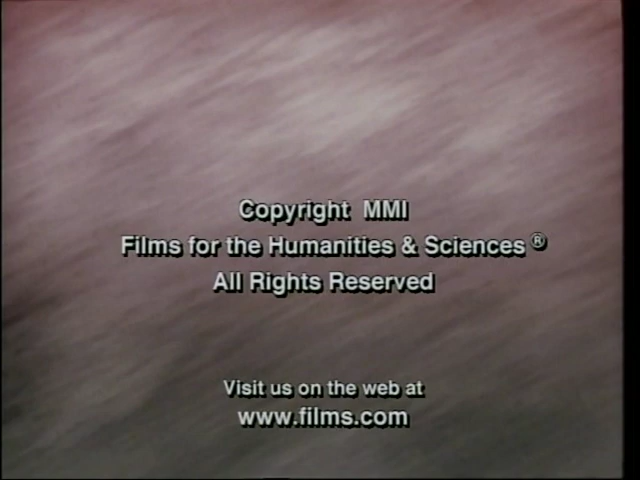 Copyright MMI
Films for the Humanities & Sciences ®
All Rights Reserved
Visit us on the web at
www.films.com